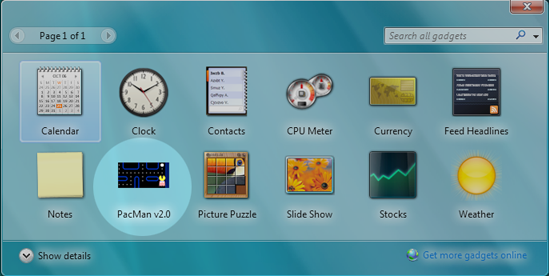 Page 1 of 1
Search all gadgets
Calendar
Clock
Contacts
CPU Meter
Currency
Feed Headlines
Notes
PacMan v2.0
Picture Puzzle
Slide Show
Stocks
Weather
Show details
Get more gadgets online